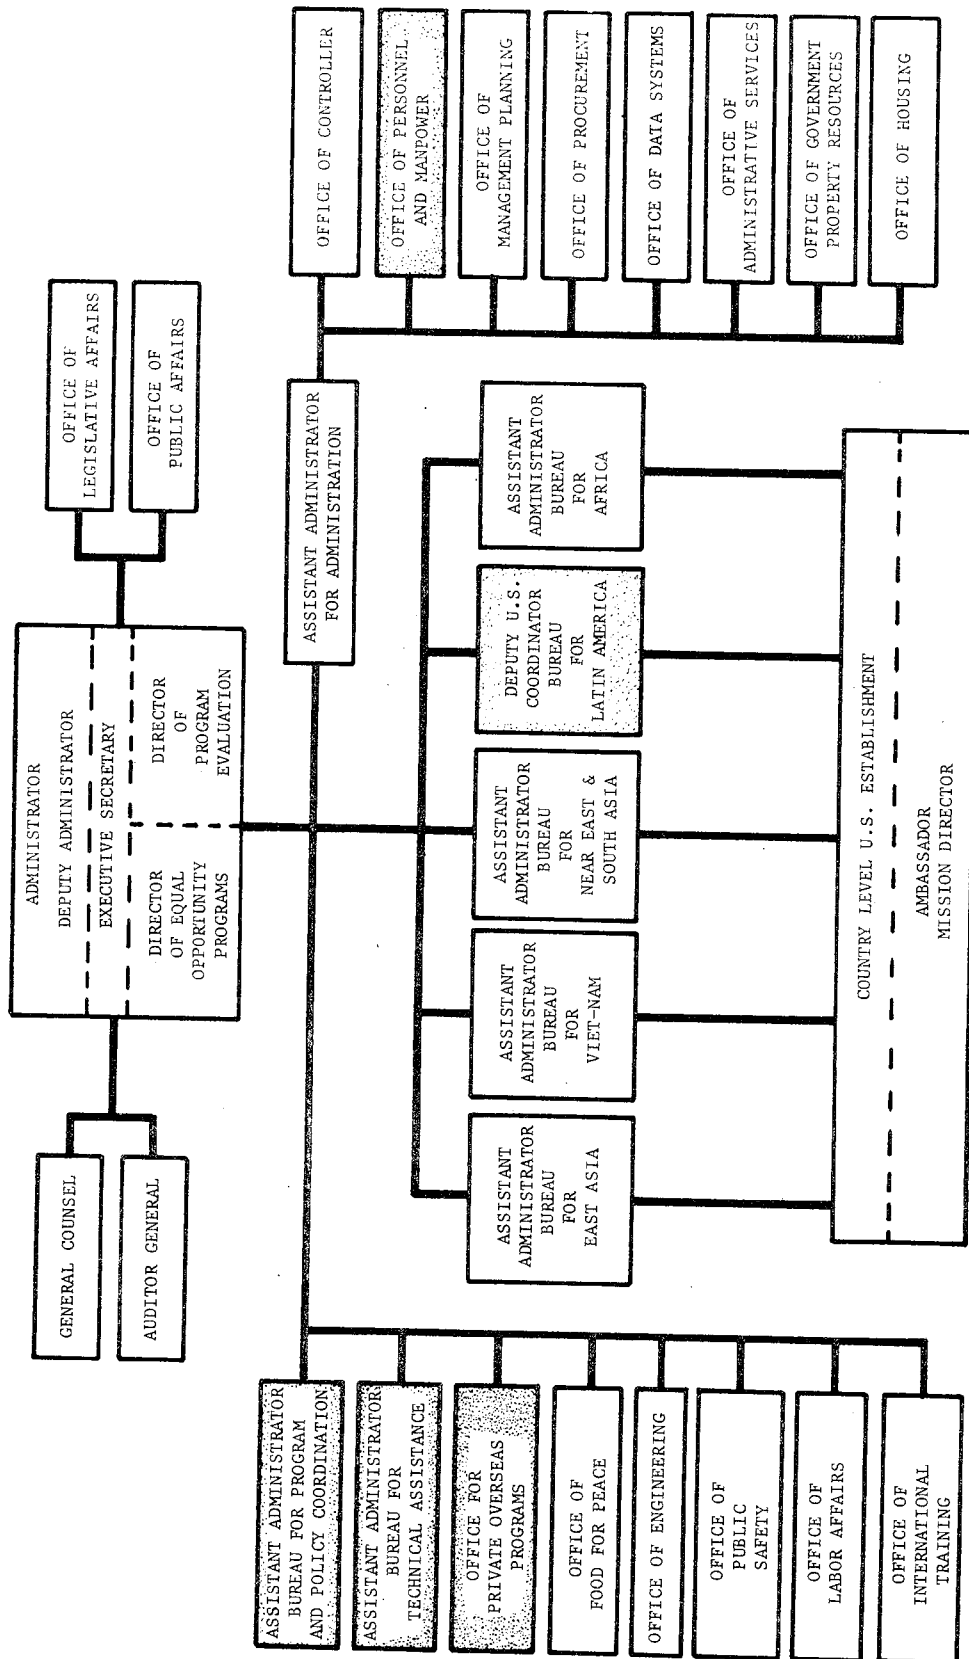 ADMINISTRATOR
DEPUTY ADMINISTRATOR
EXECUTIVE SECRETARY
DIRECTOR
OF EQUAL
OPPORTUNITY
PROGRAMS
DIRECTOR
OF
PROGRAM
EVALUATION
GENERAL COUNSEL
AUDITOR GENERAL
OFFICE OF
LEGISLATIVE AFFAIRS
OFFICE OF
PUBLIC AFFAIRS
ASSISTANT ADMINISTRATOR
FOR ADMINISTRATION
ASSISTANT ADMINISTRATOR
BUREAU FOR PROGRAM
AND POLICY COORDINATION
ASSISTANT ADMINISTRATOR
BUREAU FOR
TECHNICAL ASSISTANCE
OFFICE FOR
PRIVATE OVERSEAS
PROGRAMS
OFFICE OF
FOOD FOR PEACE
OFFICE OF ENGINEERING
OFFICE OF
PUBLIC
SAFETY
OFFICE OF
LABOR AFFAIRS
OFFICE OF
INTERNATIONAL
TRAINING
ASSISTANT
ADMINISTRATOR
BUREAU
FOR
EAST ASIA
ASSISTANT
ADMINISTRATOR
BUREAU
FOR
VIET-NAM
ASSISTANT
ADMINISTRATOR
BUREAU
FOR
NEAR EAST &
SOUTH ASIA
DEPUTY U.S.
COORDINATOR
BUREAU
FOR
LATIN AMERICA
ASSISTANT
ADMINISTRATOR
BUREAU
FOR
AFRICA
OFFICE OF CONTROLLER
OFFICE OF PERSONNEL
AND MANPOWER
OFFICE OF
MANAGEMENT PLANNING
OFFICE OF PROCUREMENT
OFFICE OF DATA SYSTEMS
OFFICE OF
ADMINISTRATIVE SERVICES
OFFICE OF GOVERNMENT
PROPERTY RESOURCES
OFFICE OF HOUSING
COUNTRY LEVEL U.S. ESTABLISHMENT
AMBASSADOR
MISSION DIRECTOR